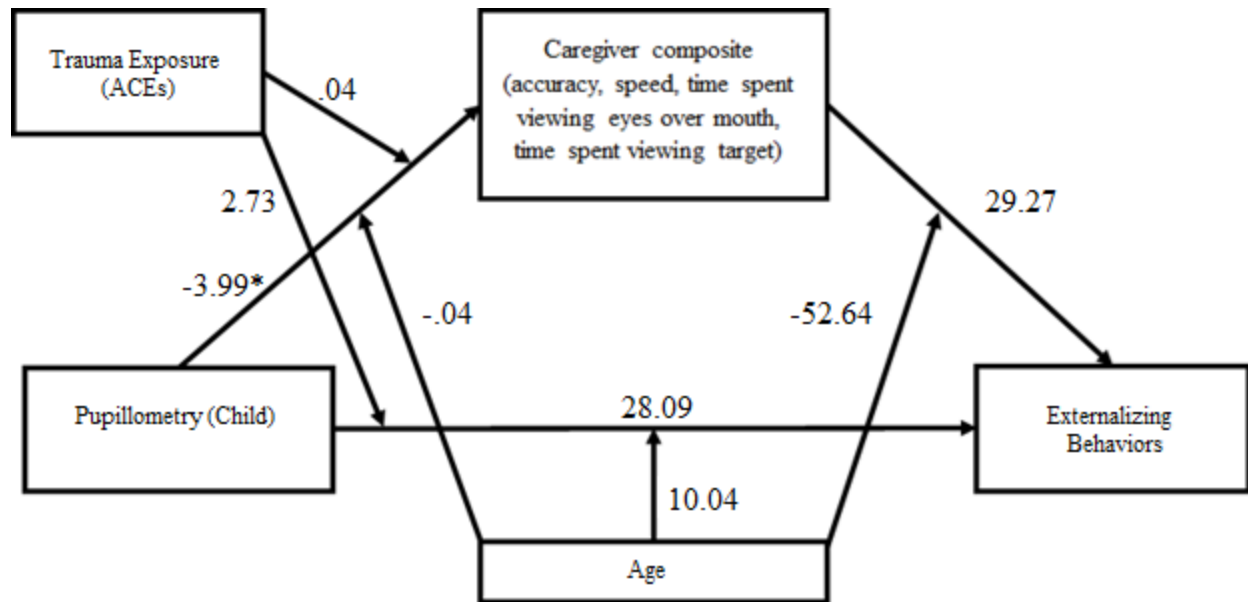 Trauma Exposure
(ACEs)
.04
Caregiver composite
(accuracy, speed, time spent
viewing eyes over mouth,
time spent viewing target)
2.73
29.27
-3.99*
-.04
-52.64
Pupillometry (Child)
28.09
Externalizing
Behaviors
10.04
Age